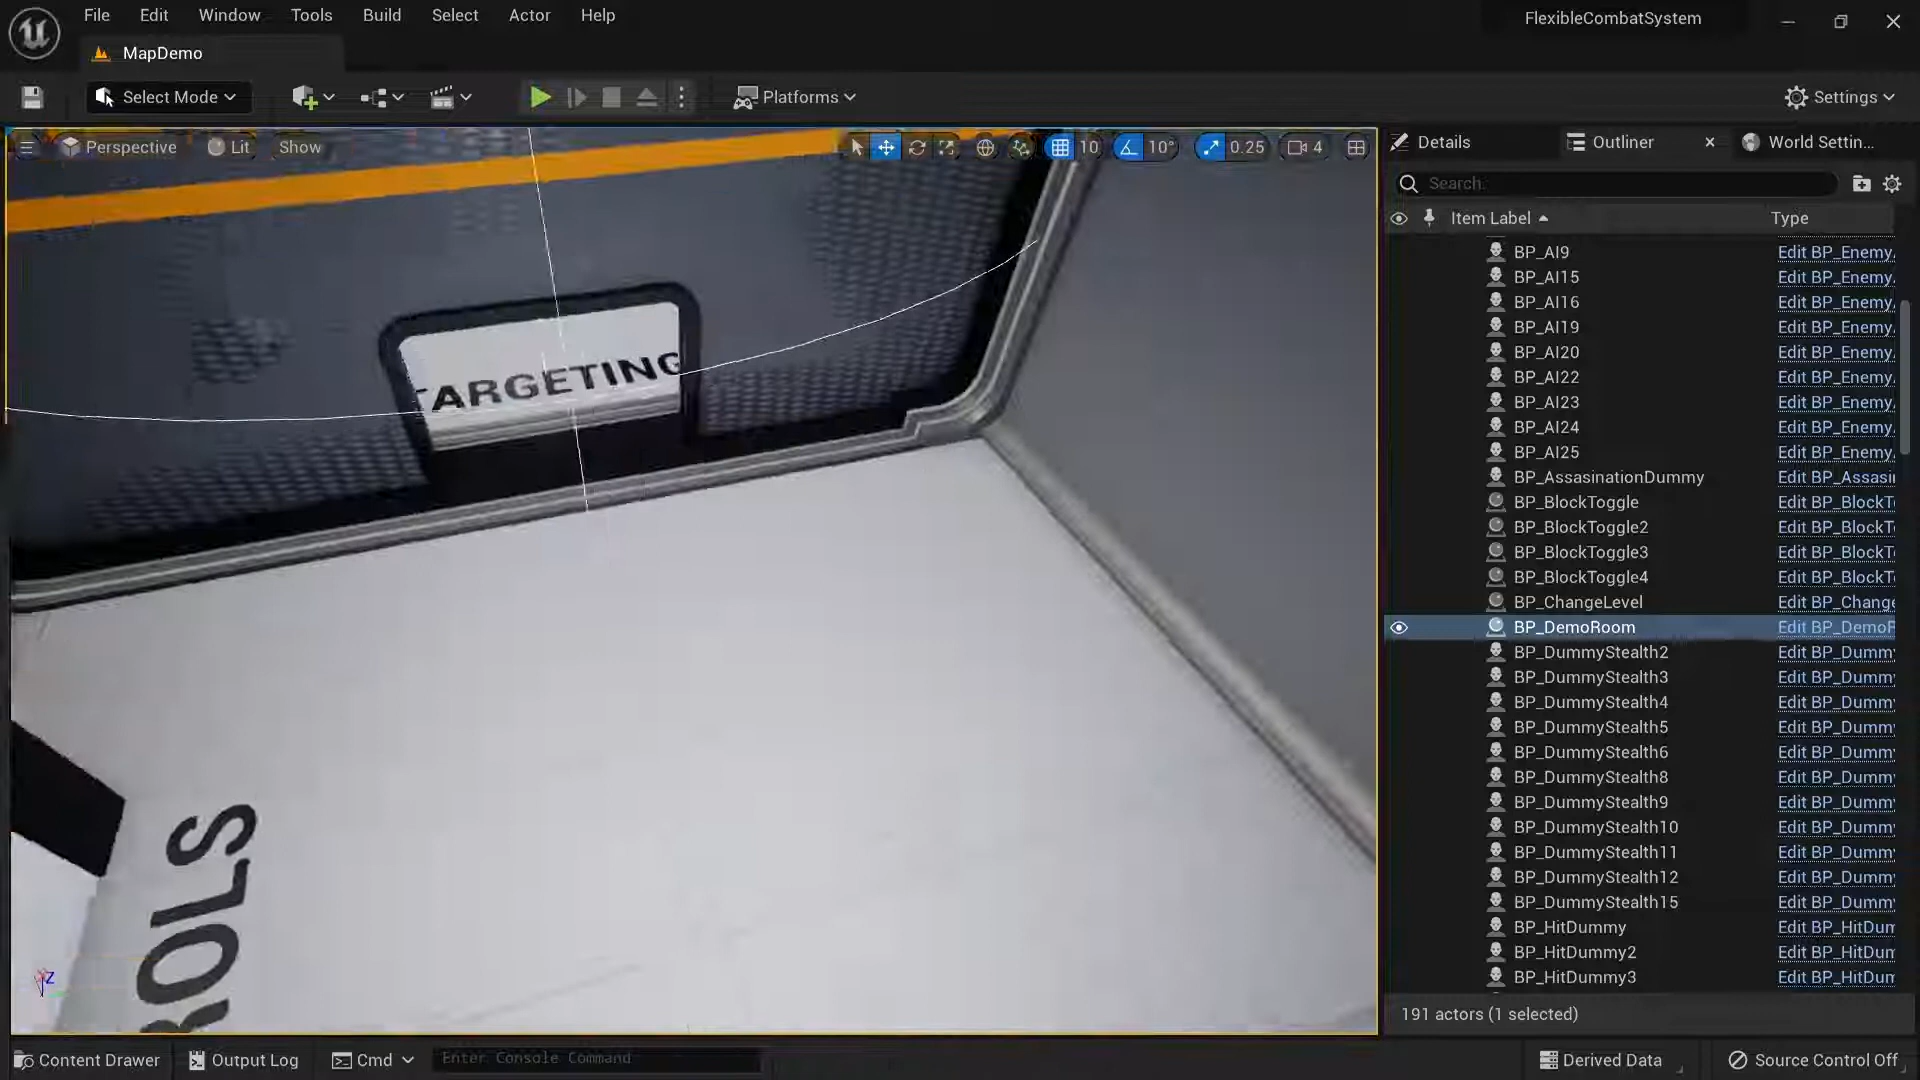 File Edit Window Tools Build Select Actor Help
FlexibleCombatSystem
MapDemo
Select Mode
Platforms
Settings
Perspective Lit Show
10 10° 0.25 4
Details Outliner World Settin...
Search.
Item Label Type
BP_AI9 Edit BP_Enemy
BP_AI15 Edit BP_Enemy
BP_AI16 Edit BP_Enemy
BP_AI19 Edit BP_Enemy
BP_AI20 Edit BP_Enemy
BP_AI22 Edit BP_Enemy
BP_AI23 Edit BP_Enemy
BP_AI24 Edit BP_Enemy
BP_AI25 Edit BP_Enemy
BP_AssasinationDummy Edit BP_Assasi
BP_BlockToggle Edit BP_BlockT
BP_BlockToggle2 Edit BP_BlockT
BP_BlockToggle3 Edit BP_BlockT
BP_BlockToggle4 Edit BP_BlockT
BP_ChangeLevel Edit BP_Change
BP_DemoRoom Edit BP_DemoR
BP_DummyStealth2 Edit BP_Dumm
BP_DummyStealth3 Edit BP_Dumm
BP_DummyStealth4 Edit BP_Dumm
BP_DummyStealth5 Edit BP_Dumm
BP_DummyStealth6 Edit BP_Dumm
BP_DummyStealth8 Edit BP_Dumm
BP_DummyStealth9 Edit BP_Dumm
BP_DummyStealth10 Edit BP_Dumm
BP_DummyStealth11 Edit BP_Dumm
BP_DummyStealth12 Edit BP_Dumm
BP_DummyStealth15 Edit BP_Dumm
BP_HitDummy Edit BP_HitDum
BP_HitDummy2 Edit BP_HitDum
BP_HitDummy3 Edit BP_HitDum
191 actors (1 selected)
TARGETING
ROLS
Z
Content Drawer Output Log Cmd Enter Console Command
Derived Data Source Control Off